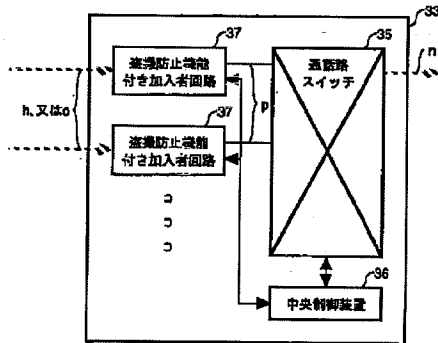 33
37
35
盗聴防止機能
付き加入者回路
通話路
スイッチ
n
h、又はo
p
37
盗聴防止機能
付き加入者回路
36
中央制御装置